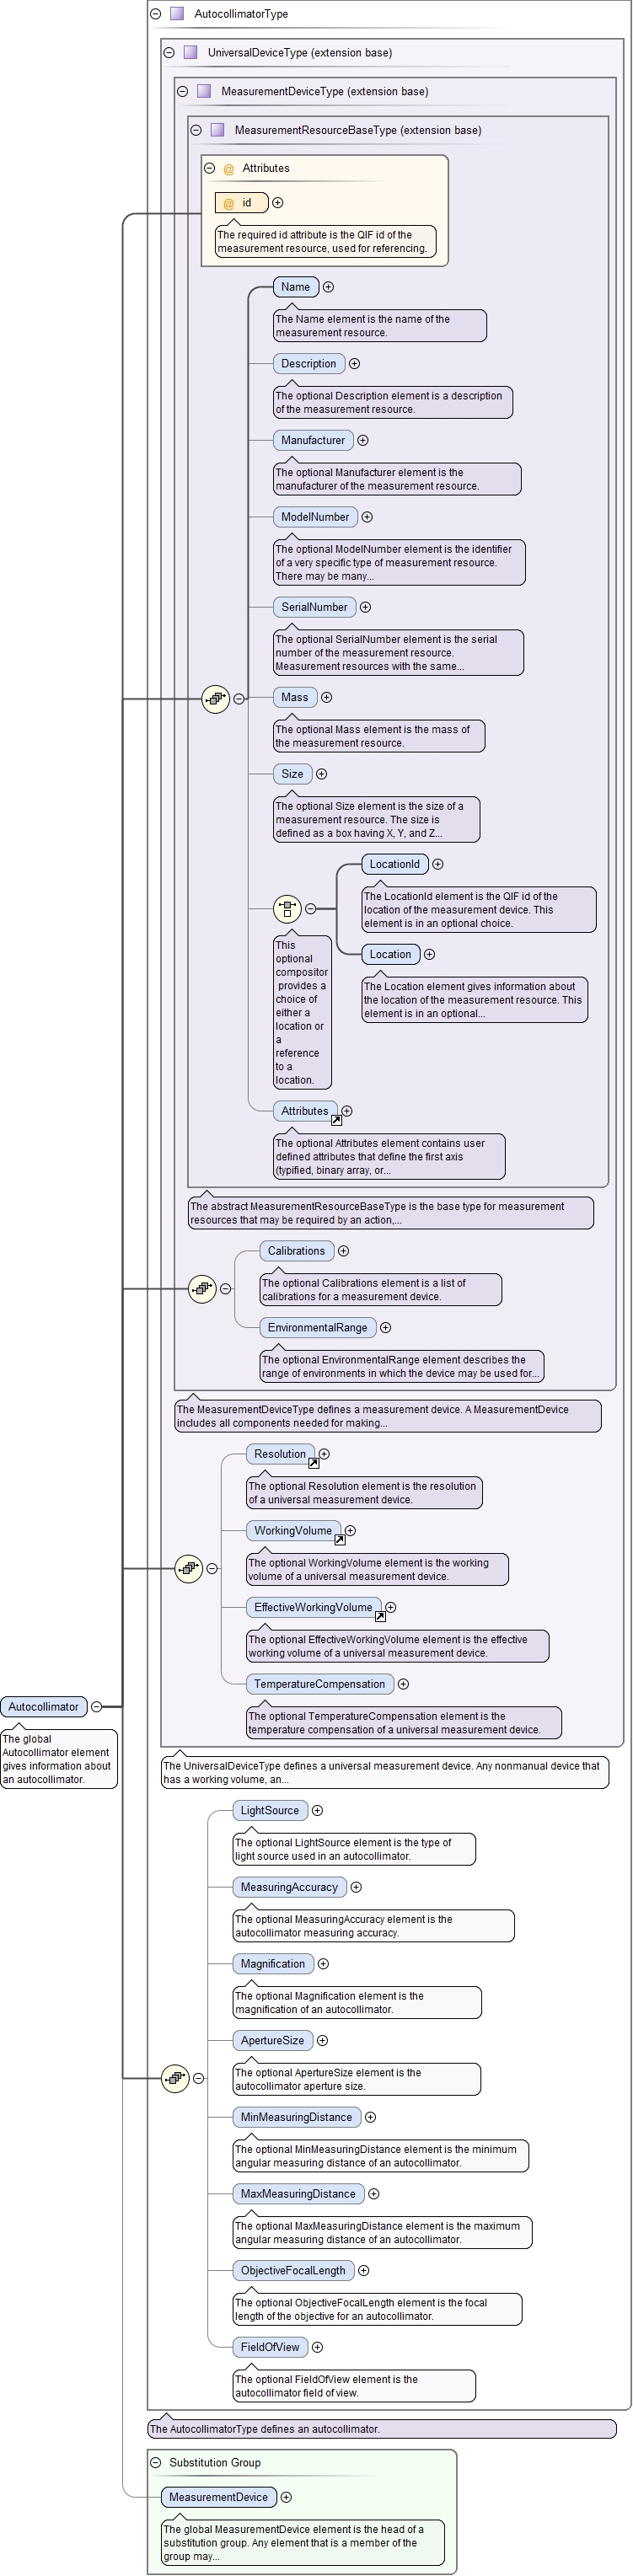 AutocollimatorType
UniversalDeviceType (extension base)
MeasurementDeviceType (extension base)
MeasurementResourceBaseType (extension base)
@ Attributes
@ id
The required id attribute is the QIF id of the
measurement resource, used for referencing.
Name
The Name element is the name of the
measurement resource.
Description
The optional Description element is a description
of the measurement resource.
Manufacturer
The optional Manufacturer element is the
manufacturer of the measurement resource.
ModelNumber
The optional ModelNumber element is the identifier
of a very specific type of measurement resource.
There may be many...
SerialNumber
The optional SerialNumber element is the serial
number of the measurement resource.
Measurement resources with the same...
Mass
The optional Mass element is the mass of
the measurement resource.
Size
The optional Size element is the size of a
measurement resource. The size is
defined as a box having X, Y, and Z...
LocationId
The LocationId element is the QIF id of the
location of the measurement device. This
element is in an optional choice.
Location
The Location element gives information about
the location of the measurement resource. This
element is in an optional...
This
optional
compositor
provides a
choice of
either a
location or
a
reference
to a
location.
Attributes
The optional Attributes element contains user
defined attributes that define the first axis
(typified, binary array, or...
The abstract MeasurementResourceBaseType is the base type for measurement
resources that may be required by an action,...
Calibrations
The optional Calibrations element is a list of
calibrations for a measurement device.
EnvironmentalRange
The optional EnvironmentalRange element describes the
range of environments in which the device may be used for...
The MeasurementDeviceType defines a measurement device. A MeasurementDevice
includes all components needed for making...
Resolution
The optional Resolution element is the resolution
of a universal measurement device.
WorkingVolume
The optional WorkingVolume element is the working
volume of a universal measurement device.
EffectiveWorkingVolume
The optional EffectiveWorkingVolume element is the effective
working volume of a universal measurement device.
TemperatureCompensation
The optional TemperatureCompensation element is the
temperature compensation of a universal measurement device.
Autocollimator
The global
Autocollimator element
gives information about
an autocollimator.
The UniversalDeviceType defines a universal measurement device. Any nonmanual device that
has a working volume, an...
LightSource
The optional LightSource element is the type of
light source used in an autocollimator.
MeasuringAccuracy
The optional MeasuringAccuracy element is the
autocollimator measuring accuracy.
Magnification
The optional Magnification element is the
magnification of an autocollimator.
ApertureSize
The optional ApertureSize element is the
autocollimator aperture size.
MinMeasuringDistance
The optional MinMeasuringDistance element is the minimum
angular measuring distance of an autocollimator.
MaxMeasuringDistance
The optional MaxMeasuringDistance element is the maximum
angular measuring distance of an autocollimator.
ObjectiveFocalLength
The optional ObjectiveFocalLength element is the focal
length of the objective for an autocollimator.
FieldOfView
The optional FieldOfView element is the
autocollimator field of view.
The AutocollimatorType defines an autocollimator.
Substitution Group
MeasurementDevice
The global MeasurementDevice element is the head of a
substitution group. Any element that is a member of the
group may...